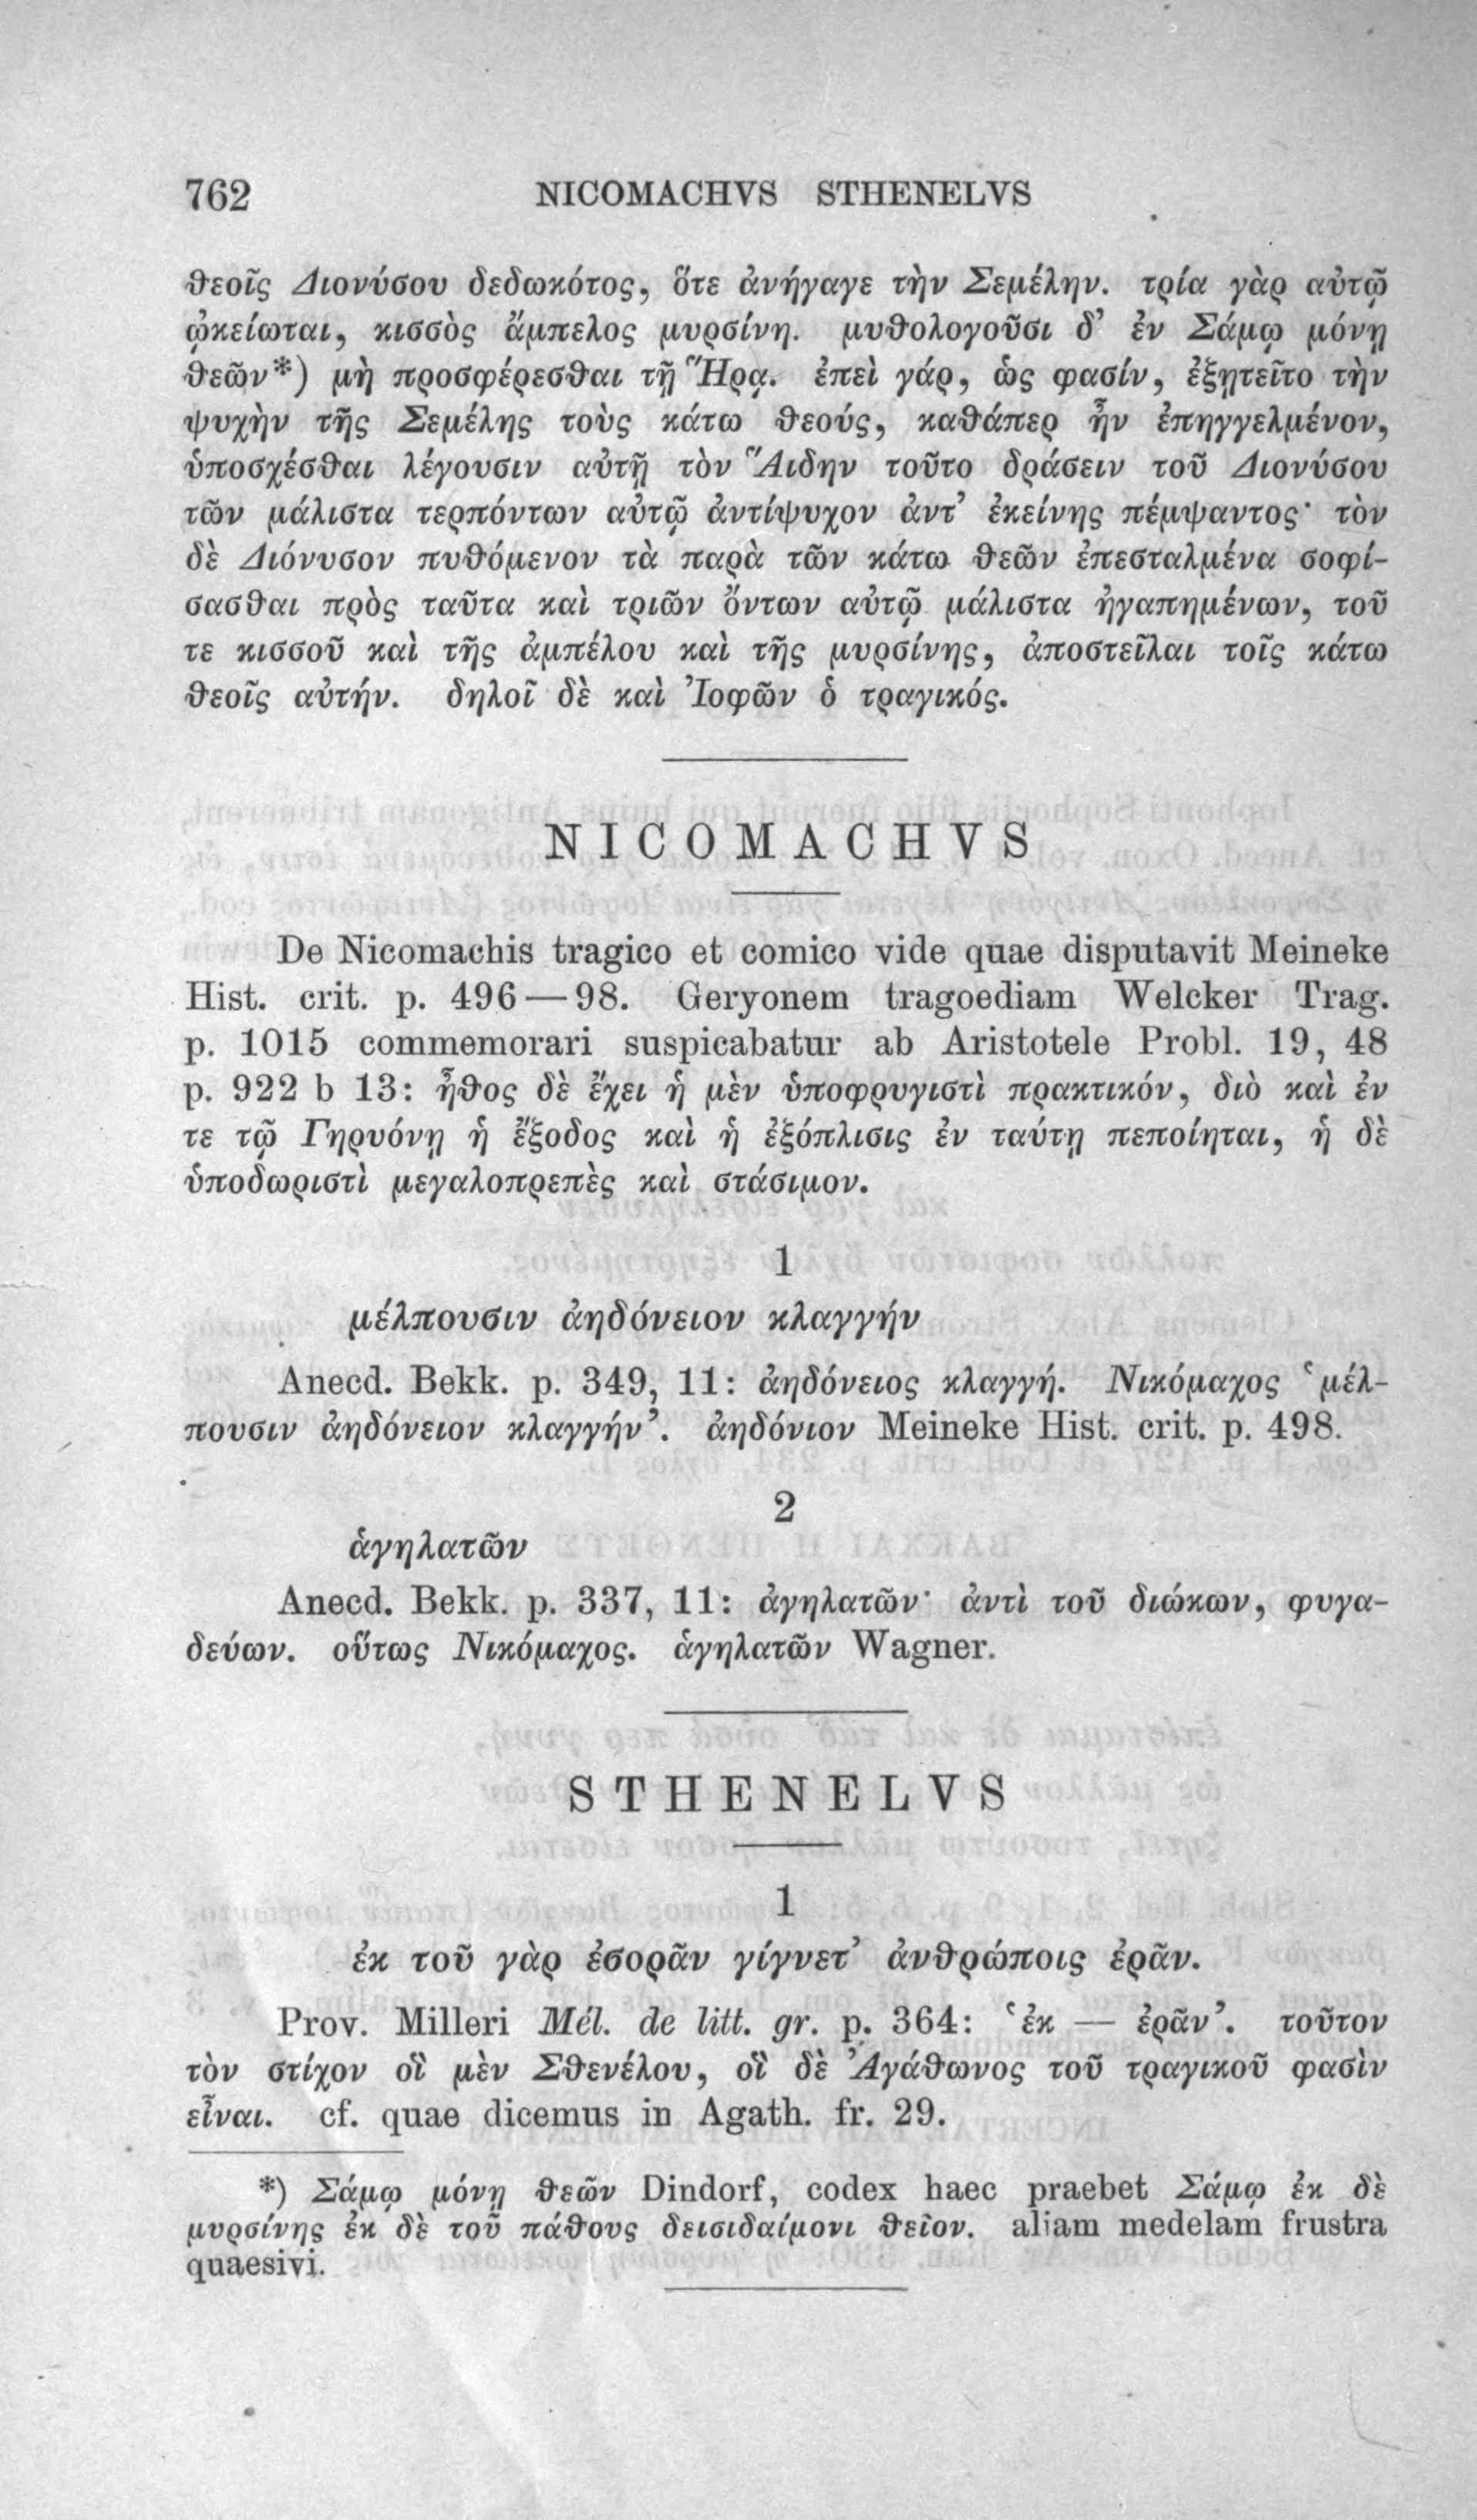 762 NICOMACHVS STHENELVS
θεοῖς Διονύσου δεδωκότος, ὅτε ἀνήγαγε τὴν Σεμέλην. τρία γὰρ αὐτῷ
ᾠκείωται, κισσὸς ἄμπελος μυρσίνη. μυθολογοῦσι δ’ ἐν Σάμῳ μόνῃ
θεῶν*) μὴ προσφέρεσθαι τῇ Ἥρᾳ. ἐπεὶ γάρ, ὥς φασίν, ἐξῃτεῖτο τὴν
ψυχὴν τῆς Σεμέλης τοὺς κάτω θεούς, καθάπερ ἦν ἐπηγγελμένον,
ὑποσχέσθαι λέγουσιν αὐτῇ τὸν Ἅιδην τοῦτο δράσειν τοῦ Διονύσου
τῶν μάλιστα τερπόντων αὐτῷ ἀντίψυχον ἀντ’ ἐκείνης πέμψαντος· τὸν
δὲ Διόνυσον πυθόμενον τὰ παρὰ τῶν κάτω θεῶν ἐπεσταλμένα σοφί-
σασθαι πρὸς ταῦτα καὶ τριῶν ὄντων αὐτῷ μάλιστα ἠγαπημένων, τοῦ
τε κισσοῦ καὶ τῆς ἀμπέλου καὶ τῆς μυρσίνης, ἀποστεῖλαι τοῖς κάτω
θεοῖς αὐτήν. δηλοῖ δὲ καὶ Ἰοφῶν ὁ τραγικός.
NICOMACHVS
De Nicomachis tragico et comico vide quae disputavit Meineke
Hist. crit. p. 496—98. Geryonem tragoediam Welcker Trag.
p. 1015 commemorari suspicabatur ab Aristotele Probl. 19, 48
p. 922 b 13: ἦθος δὲ ἔχει ἡ μὲν ὑποφρυγιστὶ πρακτικόν, διὸ καὶ ἐν
τε τῷ Γηρυόνῃ ἡ ἔξοδος καὶ ἡ ἐξόπλισις ἐν ταύτῃ πεποίηται, ἡ δὲ
ὑποδωριστὶ μεγαλοπρεπὲς καὶ στάσιμον.
1
μέλπουσιν ἀηδόνειον κλαγγήν
Anecd. Bekk. p. 349, 11: ἀηδόνειος κλαγγή. Νικόμαχος ‘μέλ-
πουσιν ἀηδόνειον κλαγγήν’. ἀηδόνιον Meineke Hist. crit. p. 498.
2
ἁγηλατῶν
Anecd. Bekk. p. 337, 11: ἀγηλατῶν· ἀντὶ τοῦ διώκων, φυγα-
δεύων. οὕτως Νικόμαχος. ἁγηλατῶν Wagner.
STHENELVS
1
ἐκ τοῦ γὰρ ἐσορᾶν γίγνετ’ ἀνθρώποις ἐρᾶν.
Prov. Milleri Mél. de litt. gr. p. 364: ‘ἐκ — ἐρᾶν’. τοῦτον
τὸν στίχον οἳ μὲν Σθενέλου, οἳ δὲ Ἀγάθωνος τοῦ τραγικοῦ φασὶν
εἶναι. cf. quae dicemus in Agath. fr. 29.
*) Σάμῳ μόνῃ θεῶν Dindorf, codex haec praebet Σάμῳ ἐκ δὲ
μυρσίνης ἐκ δὲ τοῦ πάθους δεισιδαίμονι θεῖον. aliam medelam frustra
quaesivi.